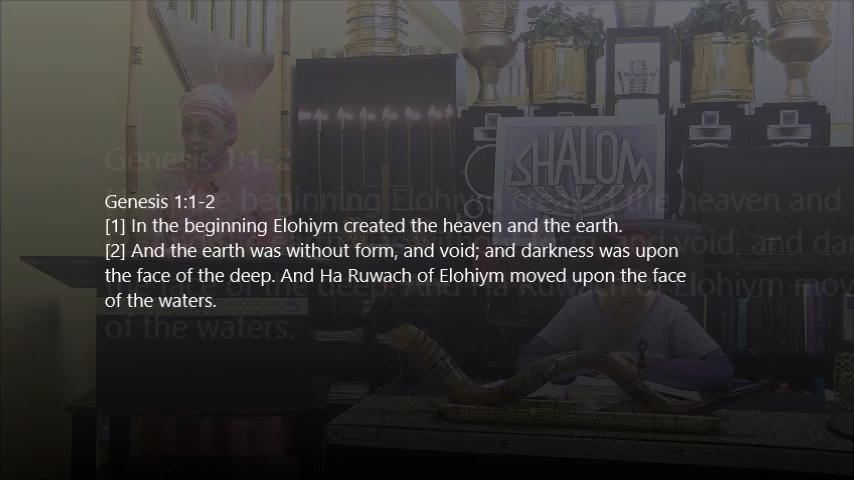 SHALOM
Genesis 1:1-2
[1] In the beginning Elohiym created the heaven and the earth.
[2] And the earth was without form, and void; and darkness was upon
the face of the deep. And Ha Ruwach of Elohiym moved upon the face
of the waters.